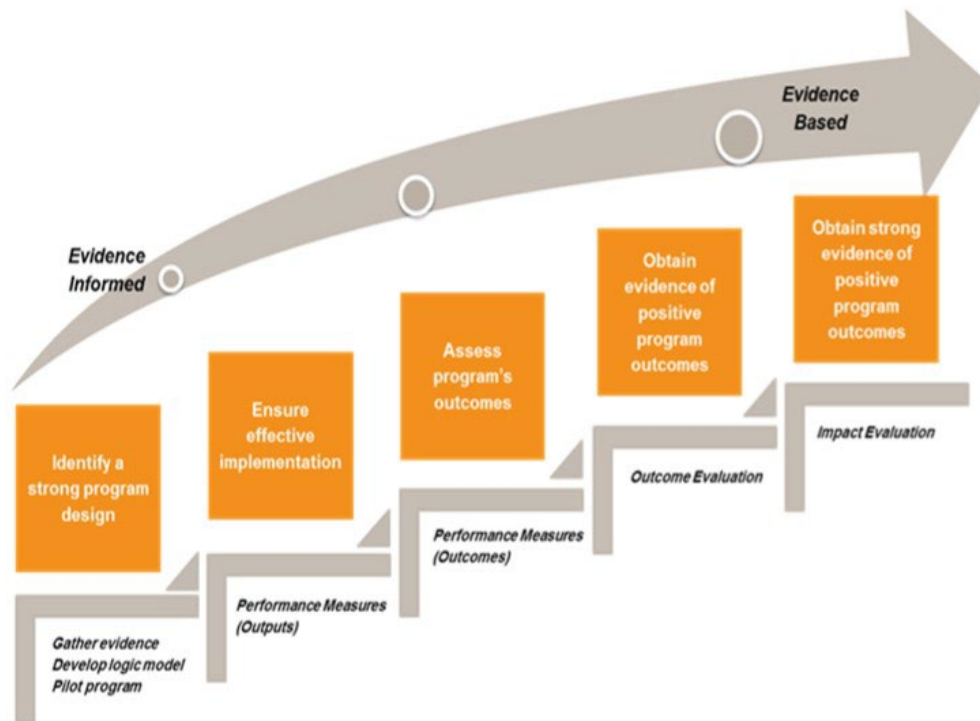 Evidence
Based
Evidence
Informed
Identify a
strong program
design
Ensure
effective
implementation
Assess
program's
outcomes
Obtain
evidence of
positive
program
outcomes
Obtain strong
evidence of
positive
program
outcomes
Gather evidence
Develop logic model
Pilot program
Performance Measures
(Outputs)
Performance Measures
(Outcomes)
Outcome Evaluation
Impact Evaluation